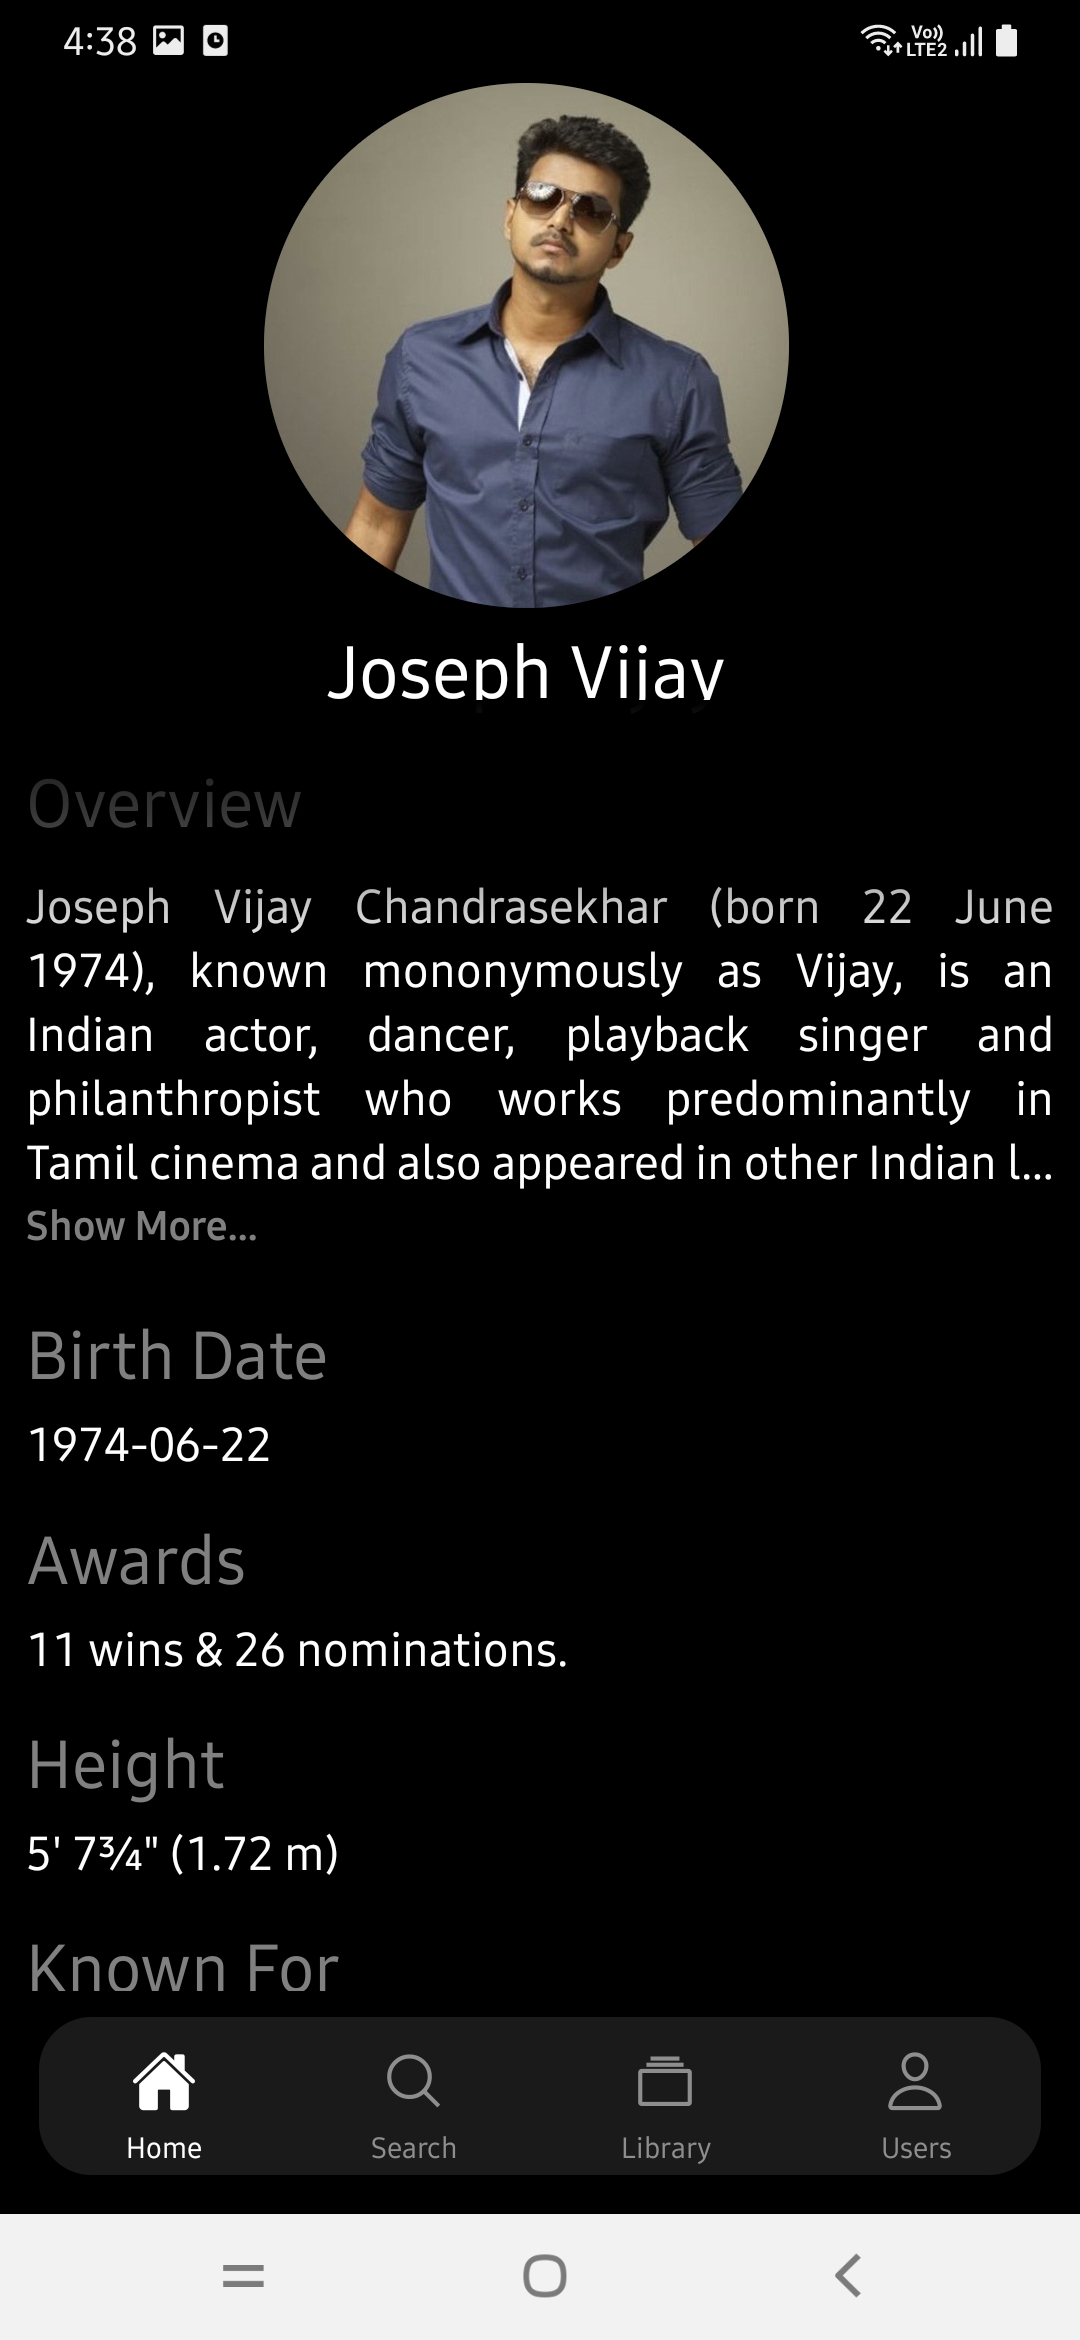 4:38
Vo))
LTE2
Joseph Vijay
Overview
Joseph Vijay Chandrasekhar (born 22 June
1974), known mononymously as Vijay, is an
Indian actor, dancer, playback singer and
philanthropist who works predominantly in
Tamil cinema and also appeared in other Indian l...
Show More...
Birth Date
1974-06-22
Awards
11 wins & 26 nominations.
Height
5' 7¾" (1.72 m)
Known For
Home
Search
Library
Users